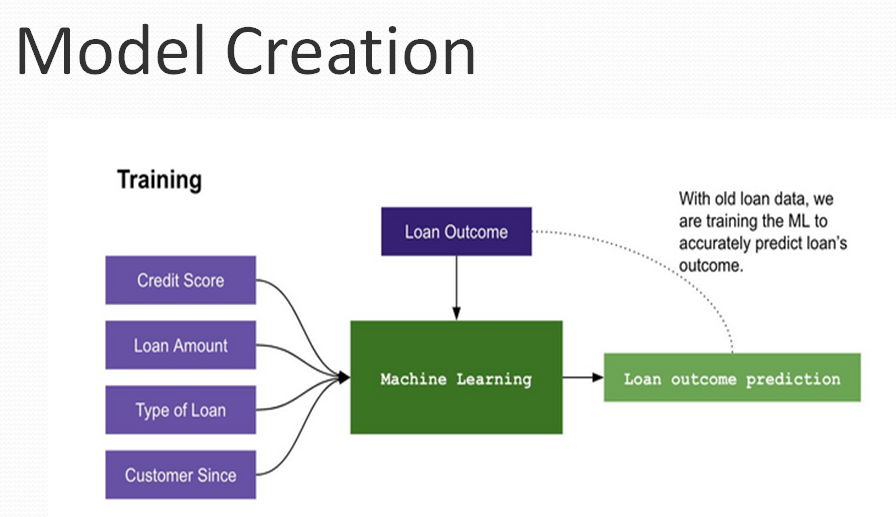 Model Creation
Training
With old loan data, we
are training the ML to
accurately predict loan's
outcome.
Loan Outcome
Credit Score
Loan Amount
Type of Loan
Customer Since
Machine Learning
Loan outcome prediction